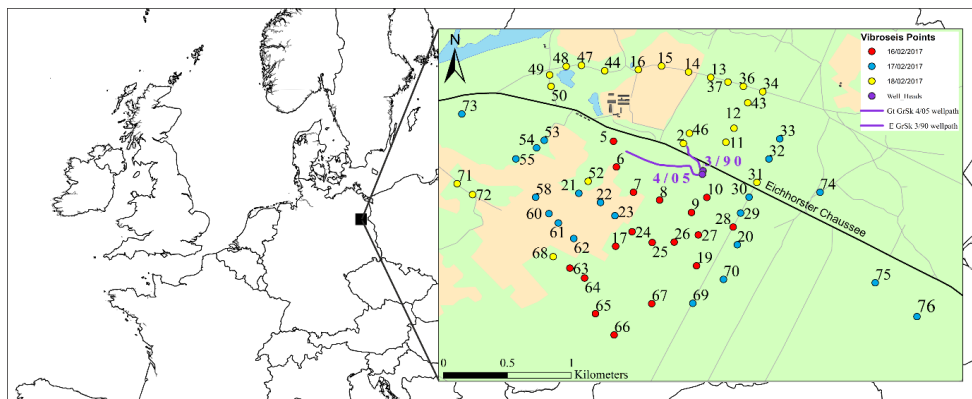 N
Vibroseis Points
16/02/2017
17/02/2017
18/02/2017
Well_Heads
Gt GrSk 4/05 wellpath
E GrSk 3/90 wellpath
49 48 47 44 16 15 14 13 37 36 34
50 43
73 12
53 5 2 46 11 33
54
55 6 3/90 32
4/05
71 52 31 74
72 58 21 22 7 8 10 30
Eichhorster Chaussee
60 23 9 29
61 62 17 24 25 26 27 28 20
68 63 19
64 70 75
65 67 69 76
66
0 0.5 1
Kilometers